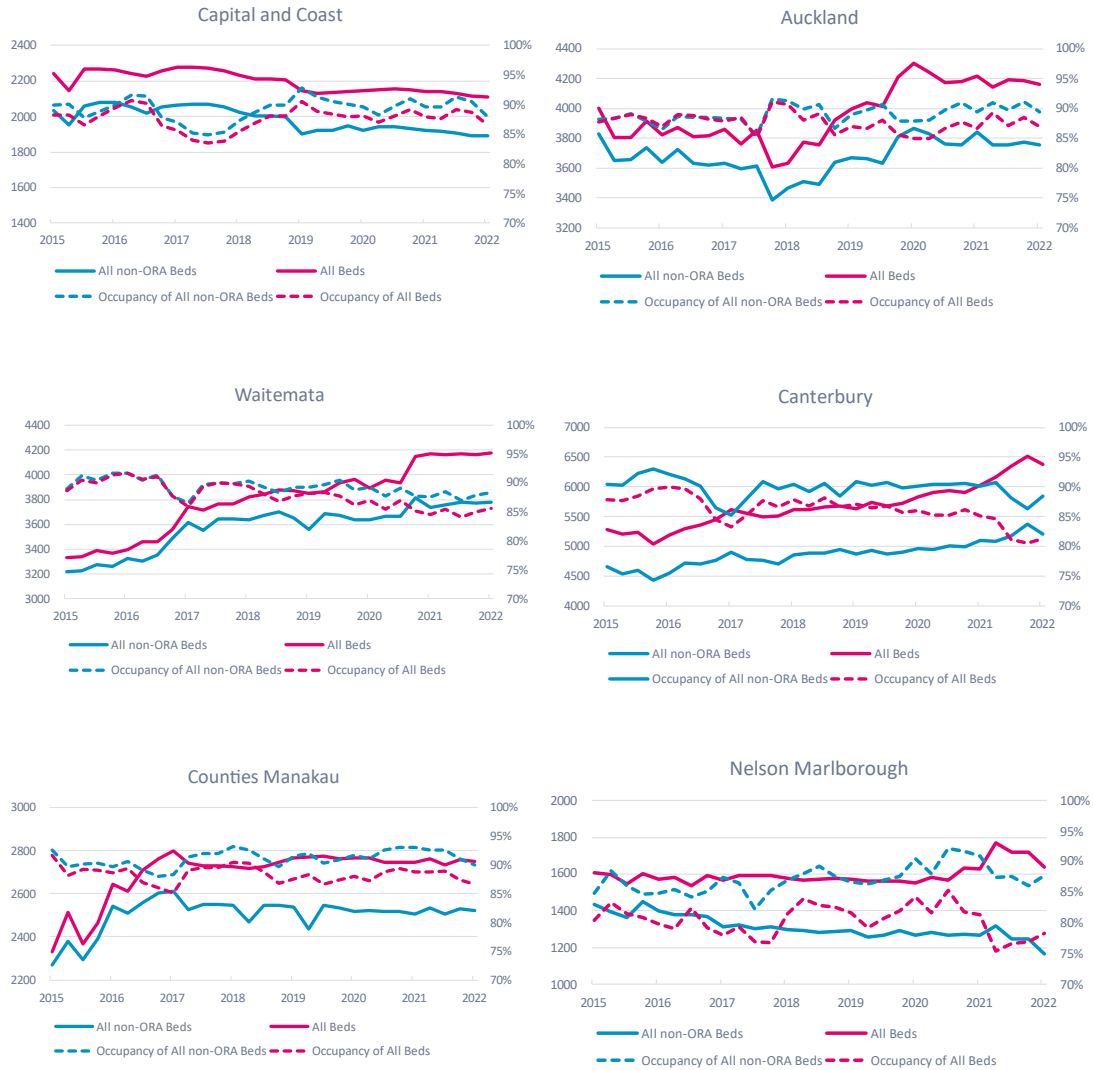 Capital and Coast
2400 100%
2200 95%
90%
2000 85%
1800 80%
1600 75%
1400 70%
2015 2016 2017 2018 2019 2020 2021 2022
All non-ORA Beds All Beds
Occupancy of All non-ORA Beds Occupancy of All Beds
Auckland
4400 100%
4200 95%
4000 90%
3800 85%
3600 80%
3400 75%
3200 70%
2015 2016 2017 2018 2019 2020 2021 2022
All non-ORA Beds All Beds
Occupancy of All non-ORA Beds Occupancy of All Beds
Waitemata
4400 100%
4200 95%
4000 90%
3800
3600 85%
3400 80%
3200 75%
3000 70%
2015 2016 2017 2018 2019 2020 2021 2022
All non-ORA Beds All Beds
Occupancy of All non-ORA Beds Occupancy of All Beds
Canterbury
7000 100%
6500 95%
6000 90%
5500 85%
5000 80%
4500 75%
4000 70%
2015 2016 2017 2018 2019 2020 2021 2022
All non-ORA Beds All Beds
Occupancy of All non-ORA Beds Occupancy of All Beds
Counties Manakau
3000 100%
95%
2800 90%
2600 85%
80%
2400 75%
2200 70%
2015 2016 2017 2018 2019 2020 2021 2022
All non-ORA Beds All Beds
Occupancy of All non-ORA Beds Occupancy of All Beds
Nelson Marlborough
2000 100%
1800 95%
1600 90%
85%
1400 80%
1200 75%
1000 70%
2015 2016 2017 2018 2019 2020 2021 2022
All non-ORA Beds All Beds
Occupancy of All non-ORA Beds Occupancy of All Beds